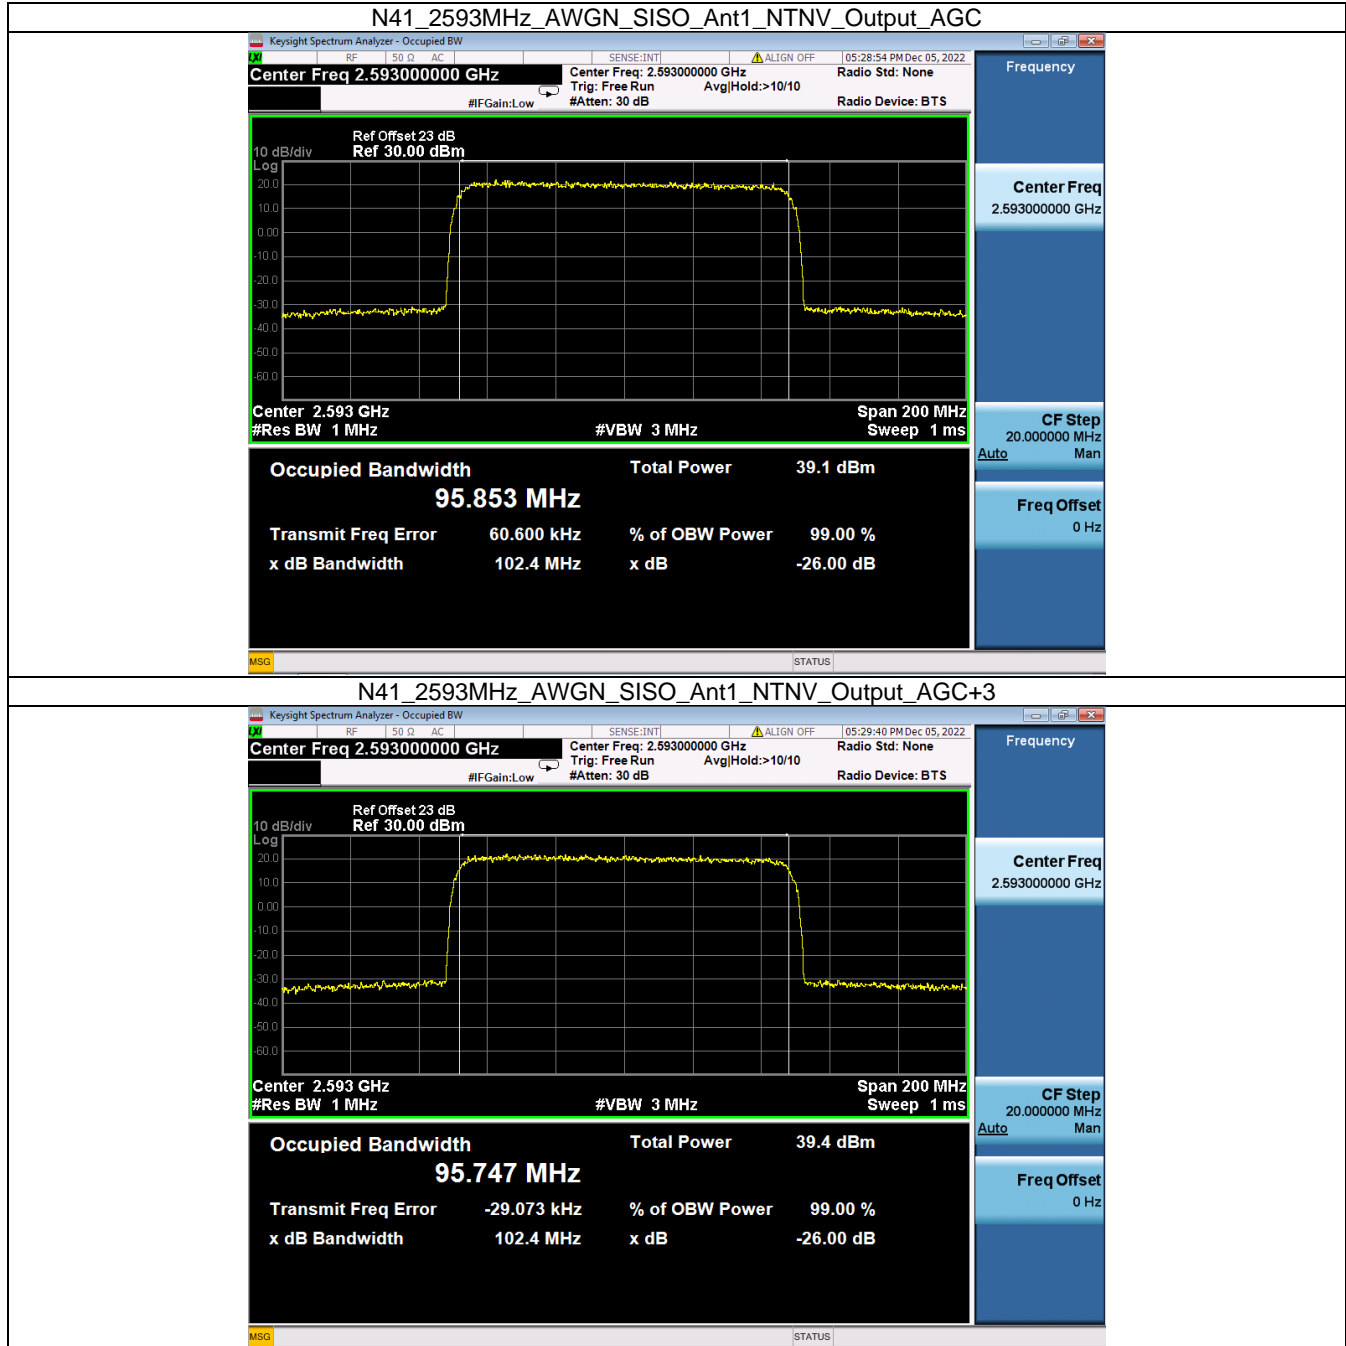 N41_2593MHz_AWGN_SISO_Ant1_NTNV_Output_AGC
Keysight Spectrum Analyzer - Occupied BW
LXI RF 50 Ω AC SENSE:INT ALIGN OFF 05:28:54 PM Dec 05, 2022
Center Freq 2.593000000 GHz
Center Freq: 2.593000000 GHz Radio Std: None
Trig: Free Run Avg|Hold:>10/10
#IFGain:Low #Atten: 30 dB Radio Device: BTS
Frequency
Ref Offset 23 dB
10 dB/div Ref 30.00 dBm
Log
20.0
10.0
0.00
-10.0
-20.0
-30.0
-40.0
-50.0
-60.0
Center 2.593 GHz Span 200 MHz
#Res BW 1 MHz #VBW 3 MHz Sweep 1 ms
Center Freq
2.593000000 GHz
CF Step
20.000000 MHz
Auto Man
Freq Offset
0 Hz
Occupied Bandwidth Total Power 39.1 dBm
95.853 MHz
Transmit Freq Error 60.600 kHz % of OBW Power 99.00 %
x dB Bandwidth 102.4 MHz x dB -26.00 dB
MSG STATUS
N41_2593MHz_AWGN_SISO_Ant1_NTNV_Output_AGC+3
Keysight Spectrum Analyzer - Occupied BW
LXI RF 50 Ω AC SENSE:INT ALIGN OFF 05:29:40 PM Dec 05, 2022
Center Freq 2.593000000 GHz
Center Freq: 2.593000000 GHz Radio Std: None
Trig: Free Run Avg|Hold:>10/10
#IFGain:Low #Atten: 30 dB Radio Device: BTS
Frequency
Ref Offset 23 dB
10 dB/div Ref 30.00 dBm
Log
20.0
10.0
0.00
-10.0
-20.0
-30.0
-40.0
-50.0
-60.0
Center 2.593 GHz Span 200 MHz
#Res BW 1 MHz #VBW 3 MHz Sweep 1 ms
Center Freq
2.593000000 GHz
CF Step
20.000000 MHz
Auto Man
Freq Offset
0 Hz
Occupied Bandwidth Total Power 39.4 dBm
95.747 MHz
Transmit Freq Error -29.073 kHz % of OBW Power 99.00 %
x dB Bandwidth 102.4 MHz x dB -26.00 dB
MSG STATUS